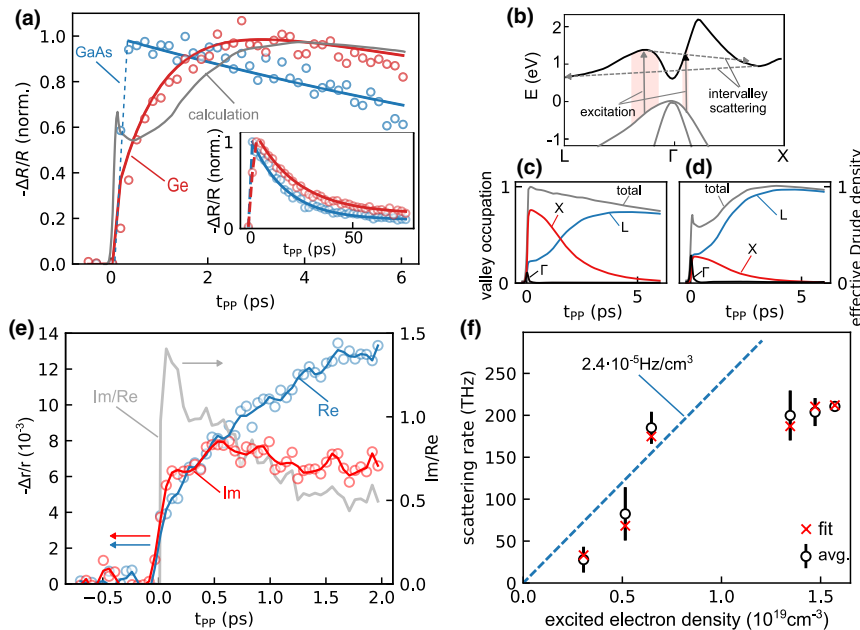 (a)
-ΔR/R (norm.)
1.0
0.8
0.6
0.4
0.2
0.0
GaAs
calculation
Ge
-ΔR/R (norm.)
1
0
0
50
t_PP (ps)
0
2
4
6
t_PP (ps)
(b)
E (eV)
2
1
0
-1
excitation
intervalley
scattering
L
Γ
X
(c)
valley occupation
1
0
total
X
L
Γ
0
5
t_PP (ps)
(d)
total
L
X
Γ
0
5
t_PP (ps)
1
0
effective Drude density
(e)
-Δr/r (10⁻³)
14
12
10
8
6
4
2
0
Im/Re
Re
Im
1.5
1.0
0.5
0.0
Im/Re
−0.5
0.0
0.5
1.0
1.5
2.0
t_PP (ps)
(f)
scattering rate (THz)
300
250
200
150
100
50
0
2.4·10⁻⁵Hz/cm³
fit
avg.
0.0
0.5
1.0
1.5
excited electron density (10¹⁹cm⁻³)